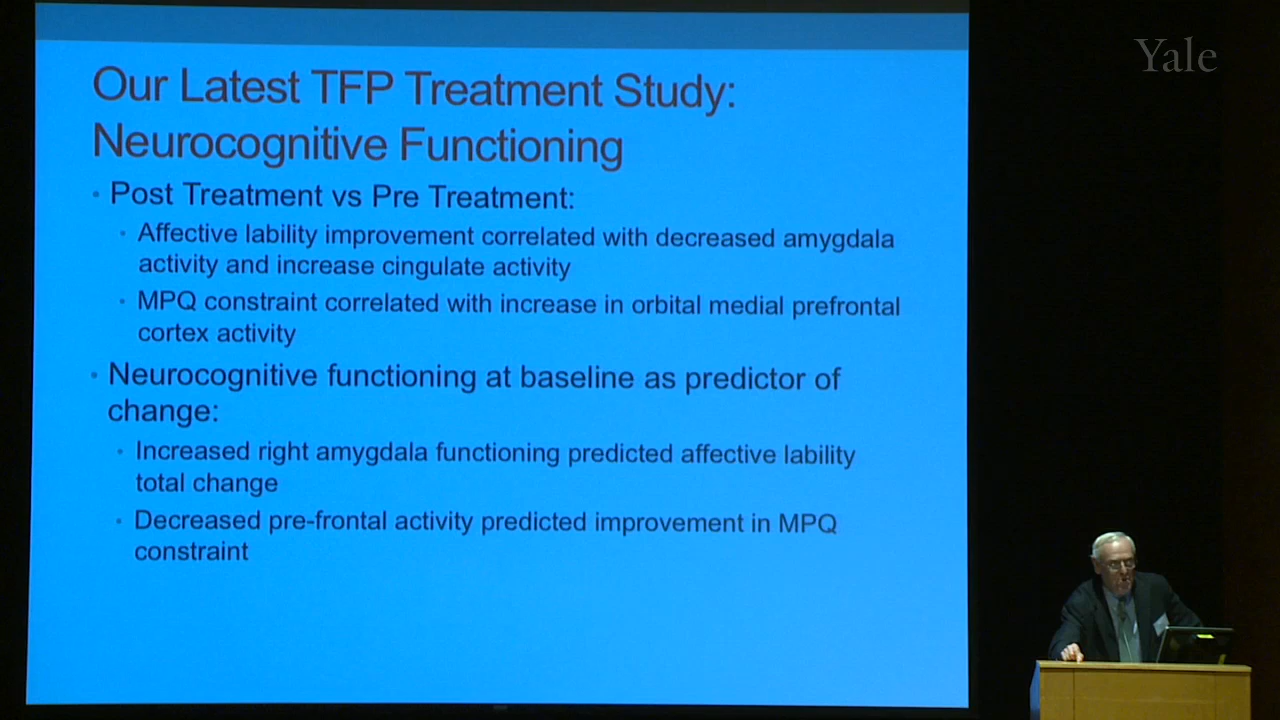 Yale
Our Latest TFP Treatment Study:
Neurocognitive Functioning
• Post Treatment vs Pre Treatment:
• Affective lability improvement correlated with decreased amygdala
activity and increase cingulate activity
• MPQ constraint correlated with increase in orbital medial prefrontal
cortex activity
• Neurocognitive functioning at baseline as predictor of
change:
• Increased right amygdala functioning predicted affective lability
total change
• Decreased pre-frontal activity predicted improvement in MPQ
constraint